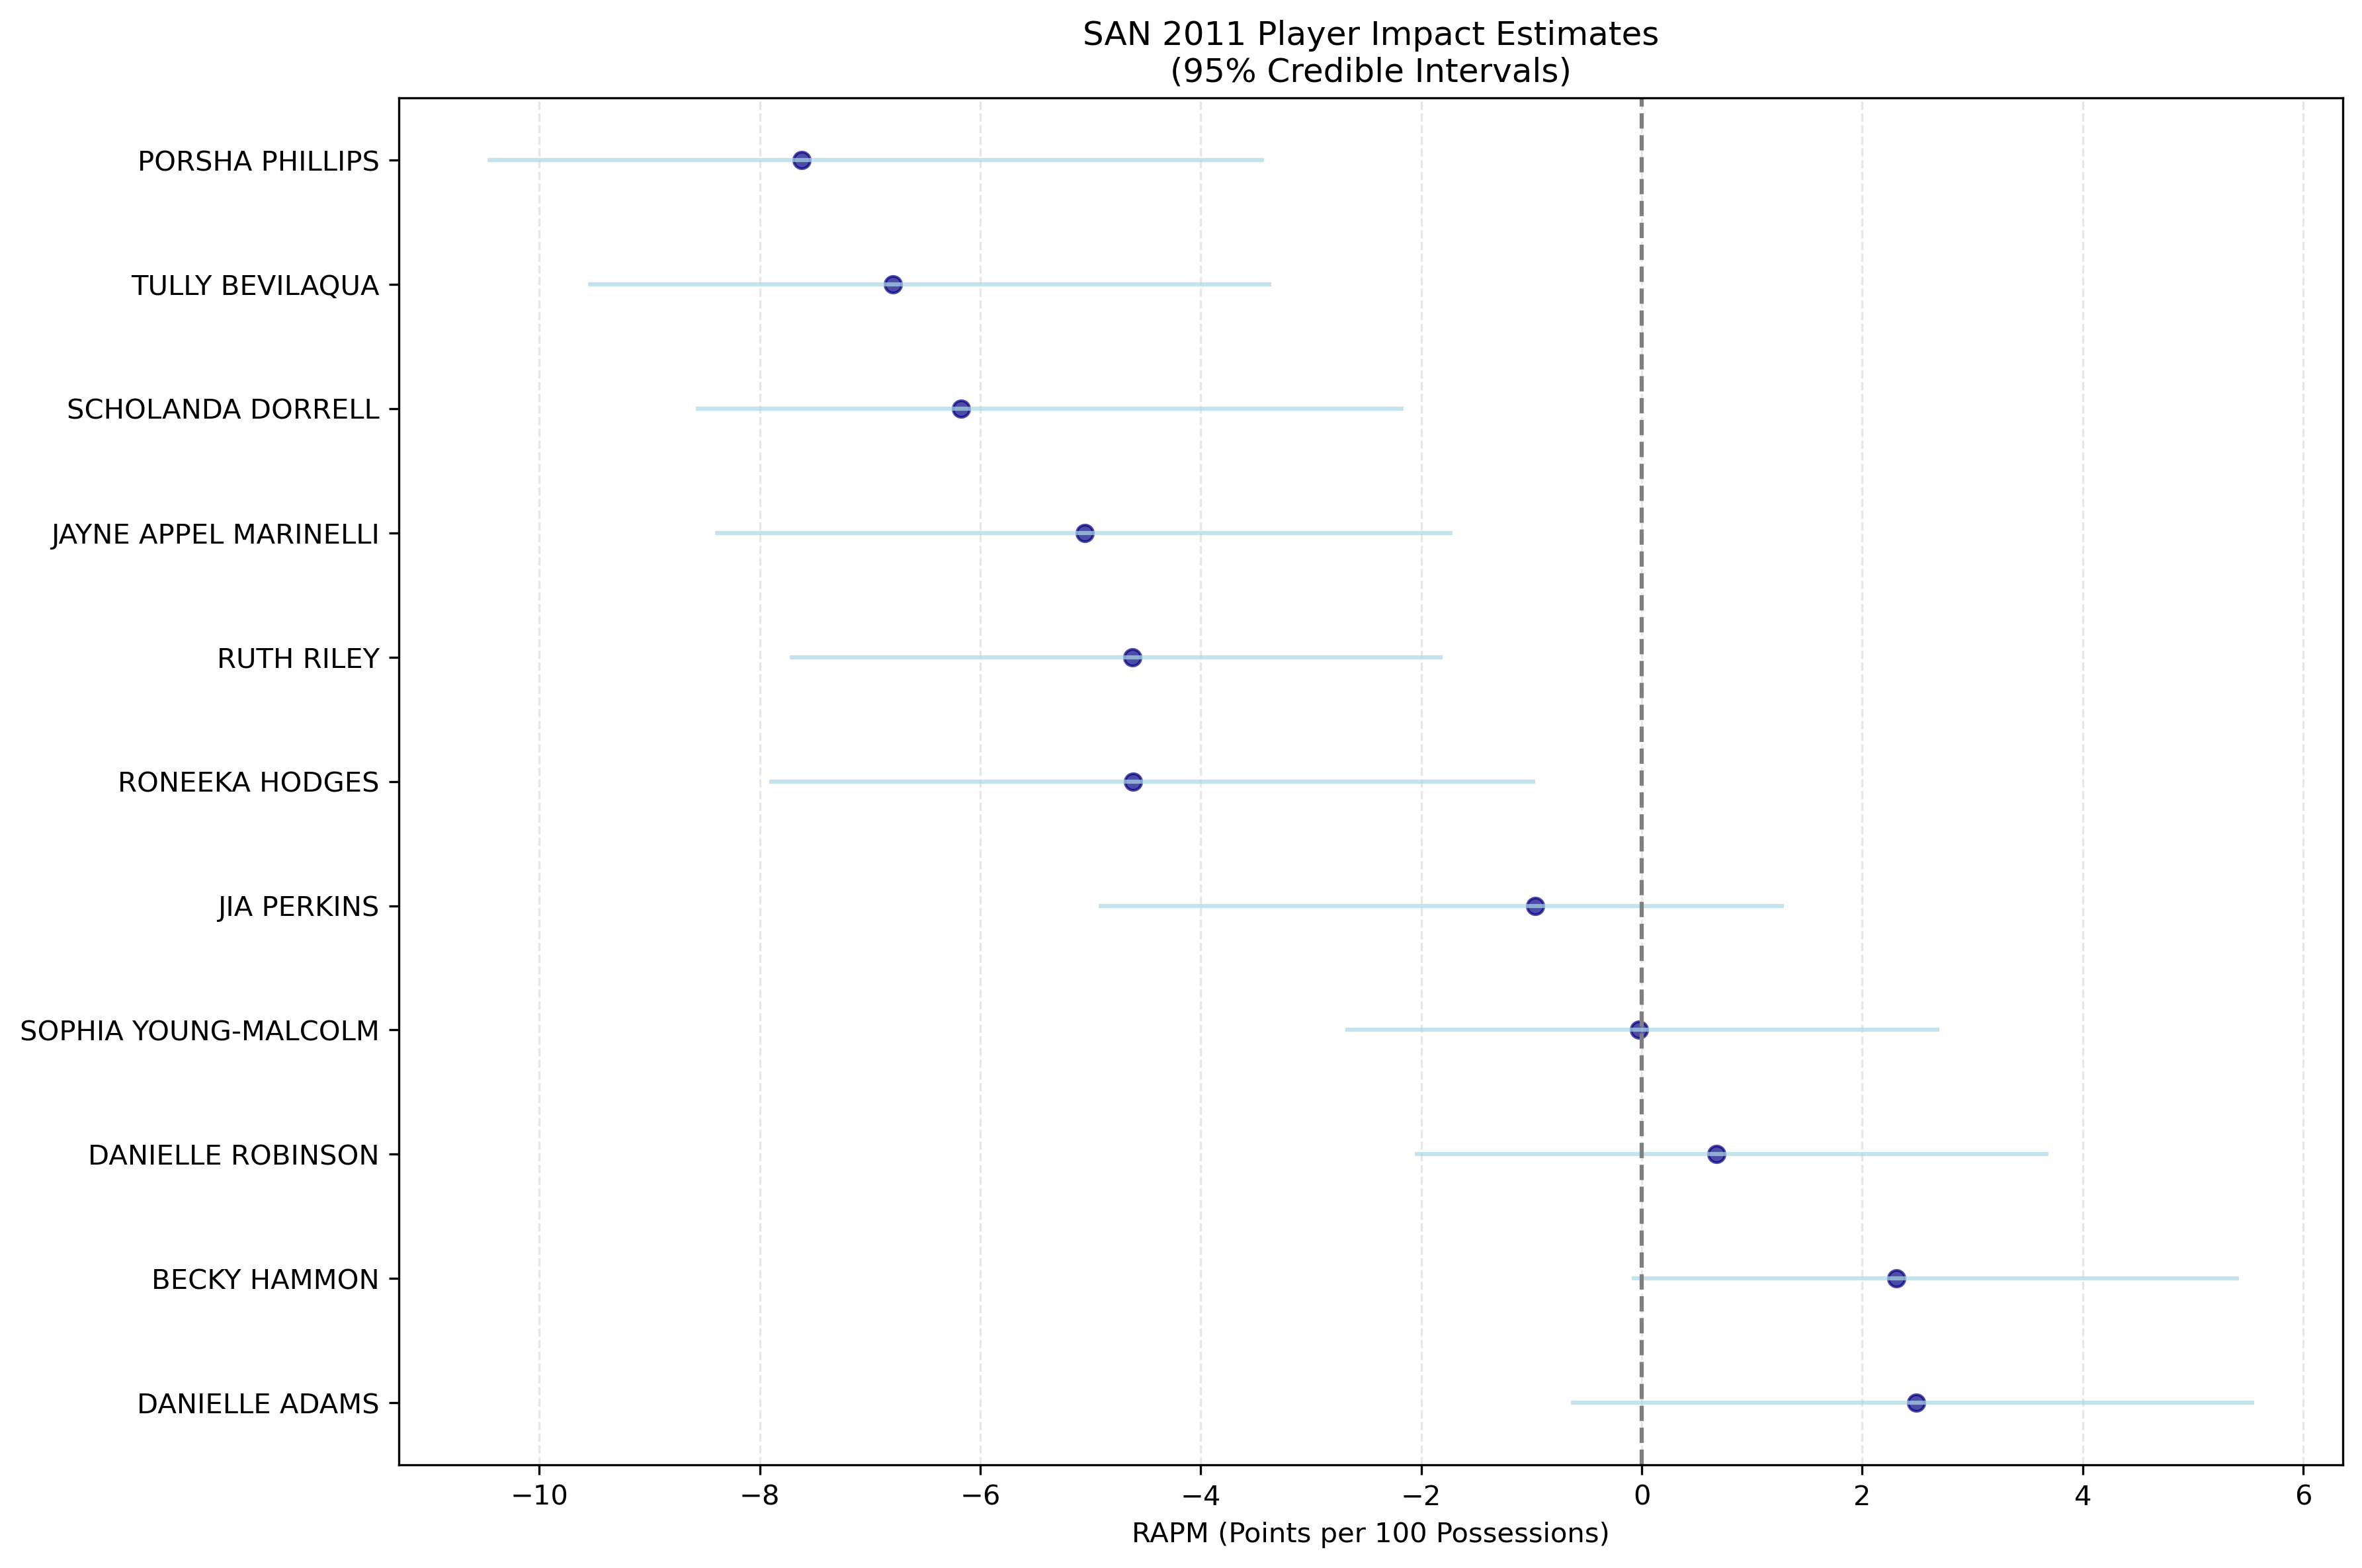 SAN 2011 Player Impact Estimates
(95% Credible Intervals)
PORSHA PHILLIPS
TULLY BEVILAQUA
SCHOLANDA DORRELL
JAYNE APPEL MARINELLI
RUTH RILEY
RONEEKA HODGES
JIA PERKINS
SOPHIA YOUNG-MALCOLM
DANIELLE ROBINSON
BECKY HAMMON
DANIELLE ADAMS
−10 −8 −6 −4 −2 0 2 4 6
RAPM (Points per 100 Possessions)